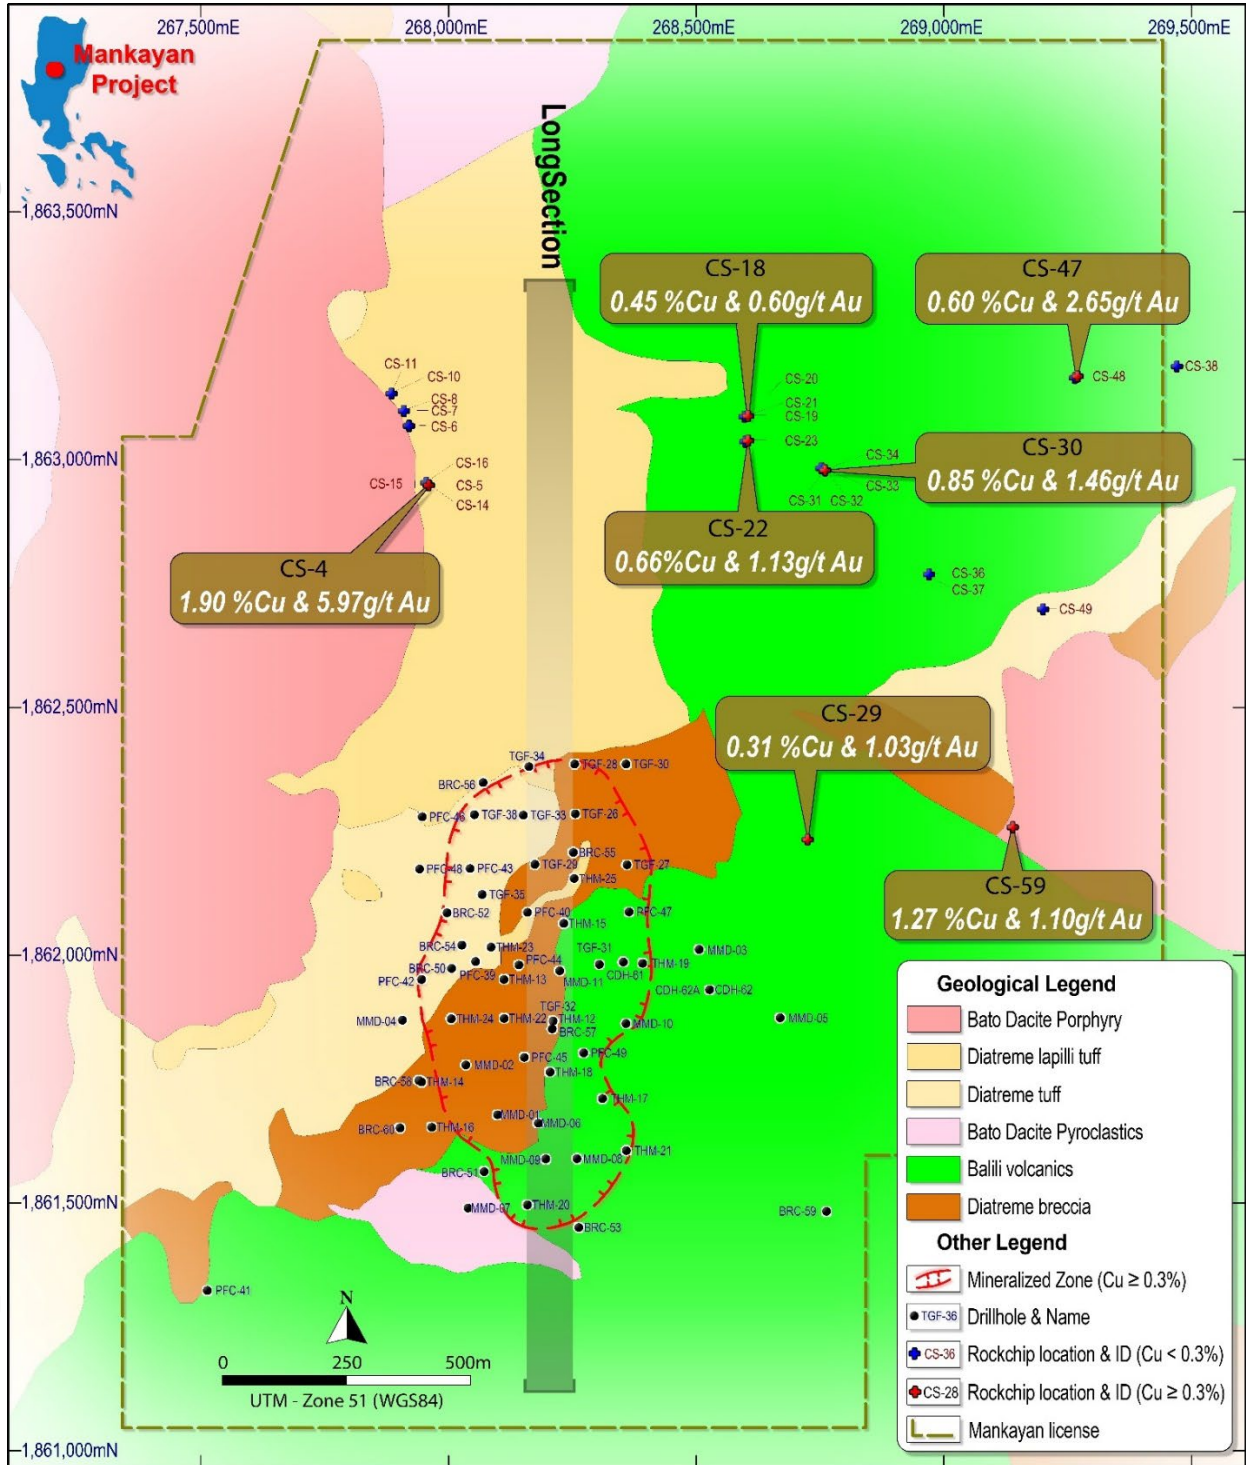 267,500mE
268,000mE
268,500mE
269,000mE
269,500mE
Mankayan
Project
LongSection
1,863,500mN
1,863,000mN
1,862,500mN
1,862,000mN
1,861,500mN
1,861,000mN
CS-18
0.45 %Cu & 0.60g/t Au
CS-47
0.60 %Cu & 2.65g/t Au
CS-11
CS-10
CS-8
CS-7
CS-6
CS-20
CS-21
CS-19
CS-23
CS-48
CS-38
CS-16
CS-15
CS-5
CS-14
CS-34
CS-33
CS-31
CS-32
CS-30
0.85 %Cu & 1.46g/t Au
CS-22
0.66%Cu & 1.13g/t Au
CS-4
1.90 %Cu & 5.97g/t Au
CS-36
CS-37
CS-49
CS-29
0.31 %Cu & 1.03g/t Au
CS-59
1.27 %Cu & 1.10g/t Au
TGF-34
TGF-28
TGF-30
BRC-56
PFC-46
TGF-38
TGF-33
TGF-26
BRC-55
PFC-48
PFC-43
TGF-29
TGF-27
THM-25
TGF-35
BRC-52
PFC-40
PFC-47
THM-15
BRC-54
THM-23
TGF-31
MMD-03
BRC-50
PFC-39
PFC-44
CDH-61
THM-19
PFC-42
THM-13
MMD-11
CDH-62A
CDH-62
MMD-04
THM-24
THM-22
TGF-32
THM-12
BRC-57
MMD-10
MMD-05
MMD-02
PFC-45
PFC-49
THM-18
BRC-58
THM-14
THM-17
MMD-01
MMD-06
BRC-60
THM-16
THM-21
MMD-09
MMD-08
BRC-51
MMD-07
THM-20
BRC-53
BRC-59
PFC-41
N
0
250
500m
UTM - Zone 51 (WGS84)
Geological Legend
Bato Dacite Porphyry
Diatreme lapilli tuff
Diatreme tuff
Bato Dacite Pyroclastics
Balili volcanics
Diatreme breccia
Other Legend
Mineralized Zone (Cu ≥ 0.3%)
TGF-36 Drillhole & Name
CS-36 Rockchip location & ID (Cu < 0.3%)
CS-28 Rockchip location & ID (Cu ≥ 0.3%)
Mankayan license